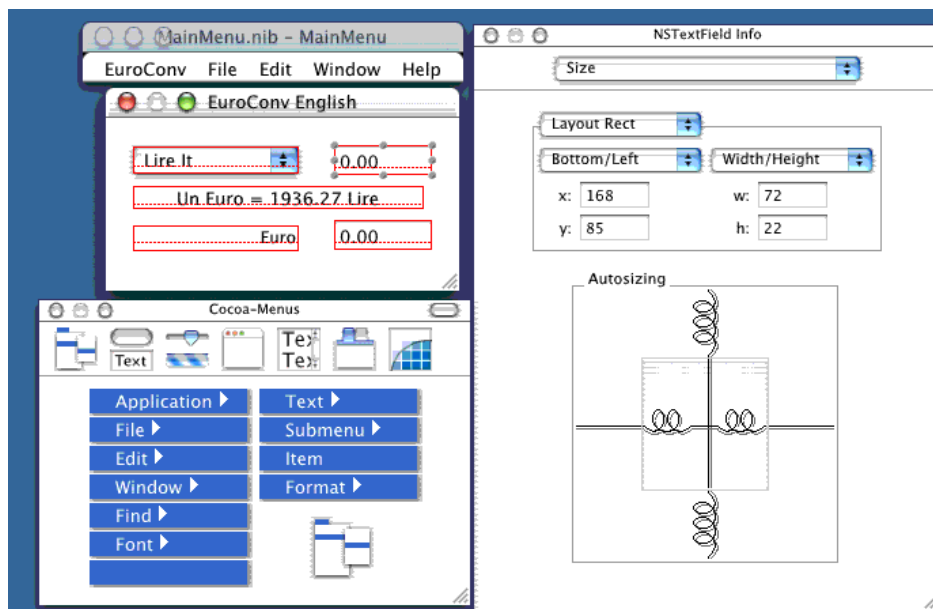 MainMenu.nib – MainMenu
EuroConv File Edit Window Help
EuroConv English
Lire It
0.00
Un Euro = 1936.27 Lire
Euro
0.00
Cocoa-Menus
Text
Tex
Tex
Application
File
Edit
Window
Find
Font
Text
Submenu
Item
Format
NSTextField Info
Size
Layout Rect
Bottom/Left
Width/Height
x: 168
w: 72
y: 85
h: 22
Autosizing